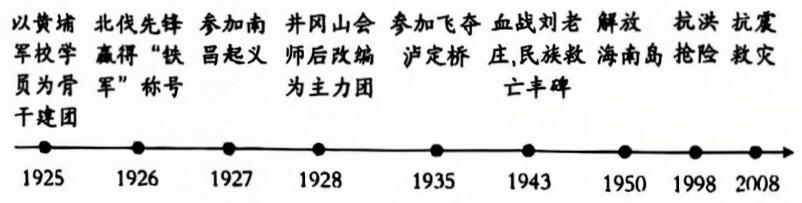 以黄埔
军校学
员为骨
干建团
北伐先锋
赢得“铁
军”称号
参加南
昌起义
井冈山会
师后改编
为主力团
参加飞夺
泸定桥
血战刘老
庄,民族救
亡丰碑
解放
海南岛
抗洪
抢险
抗震
救灾
1925 1926 1927 1928 1935 1943 1950 1998 2008